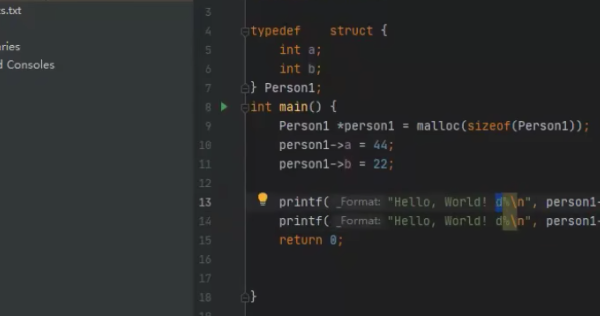 s.txt
ries
d Consoles
3
4 typedef    struct {
5 int a;
6 int b;
7 } Person1;
8 int main() {
9 Person1 *person1 = malloc(sizeof(Person1));
10 person1->a = 44;
11 person1->b = 22;
12
13 printf( _Format: "Hello, World! d%\n", person1-
14 printf( _Format: "Hello, World! d%\n", person1-
15 return 0;
16
17
18 }